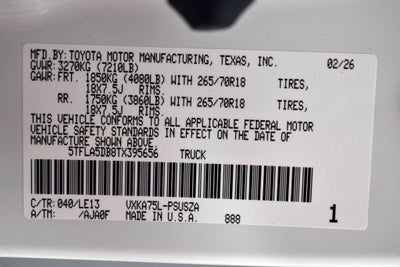 MFD.BY: TOYOTA MOTOR MANUFACTURING, TEXAS, INC. 02/26
GVWR: 3270KG (7210LB)
GAWR: FRT. 1850KG (4080LB) WITH 265/70R18 TIRES,
18X7.5J RIMS,
RR. 1750KG (3860LB) WITH 265/70R18 TIRES,
18X7.5J RIMS,
THIS VEHICLE CONFORMS TO ALL APPLICABLE FEDERAL MOTOR
VEHICLE SAFETY STANDARDS IN EFFECT ON THE DATE OF
MANUFACTURE SHOWN ABOVE
5TFLA5DB8TX395656 TRUCK
C/TR: 040/LE13 VXKA75L-PSUSZA
A/TM: /AJA0F MADE IN U.S.A. 888 1